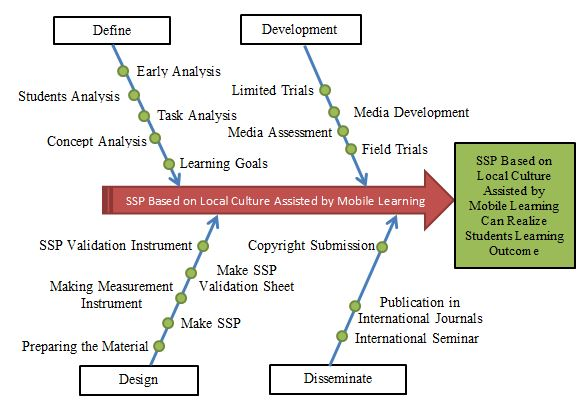 Define
Development
Early Analysis
Students Analysis
Task Analysis
Concept Analysis
Learning Goals
Limited Trials
Media Development
Media Assessment
Field Trials
SSP Based on Local Culture Assisted by Mobile Learning
SSP Based on
Local Culture
Assisted by
Mobile Learning
Can Realize
Students Learning
Outcome
SSP Validation Instrument
Make SSP
Validation Sheet
Making Measurement
Instrument
Make SSP
Preparing the Material
Copyright Submission
Publication in
International Journals
International Seminar
Design
Disseminate